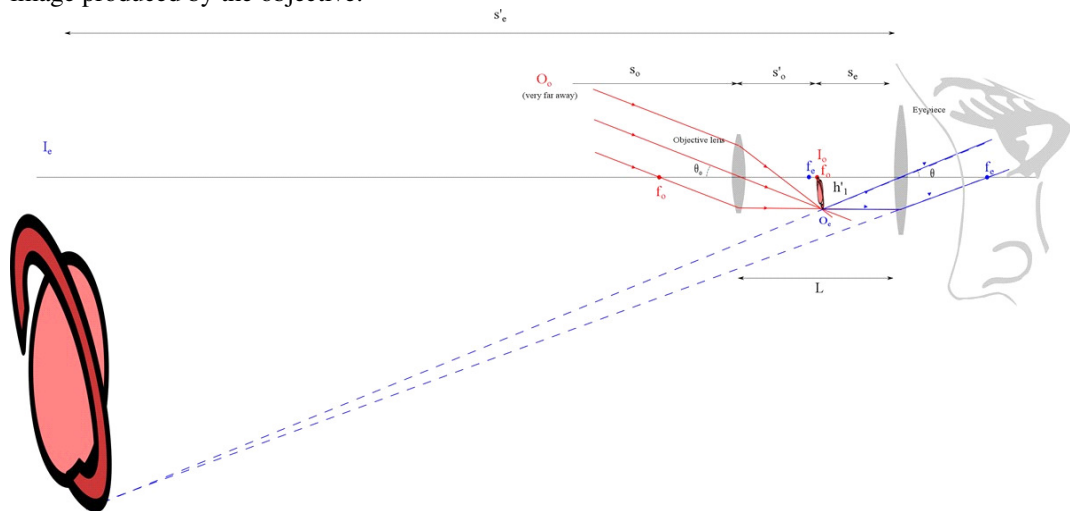 image produced by the objective.
s'e
so
s'o
se
Oo
(very far away)
Eyepiece
Objective lens
Ie
θo
fo
fe
Io
fo
h'1
Oe
θ
fe
L